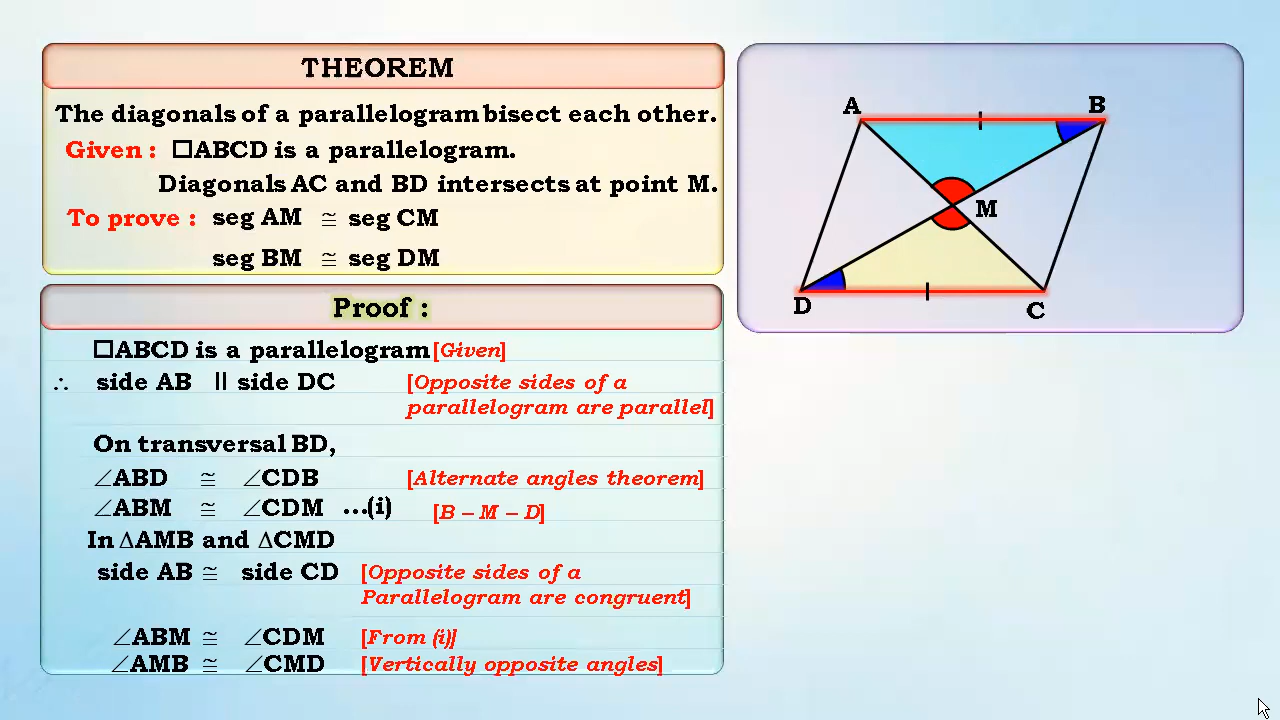 THEOREM
The diagonals of a parallelogram bisect each other.
Given : □ABCD is a parallelogram.
Diagonals AC and BD intersects at point M.
To prove : seg AM ≅ seg CM
seg BM ≅ seg DM
Proof :
□ABCD is a parallelogram [Given]
∴ side AB || side DC [Opposite sides of a
parallelogram are parallel]
On transversal BD,
∠ABD ≅ ∠CDB [Alternate angles theorem]
∠ABM ≅ ∠CDM ...(i) [B – M – D]
In ∆AMB and ∆CMD
side AB ≅ side CD [Opposite sides of a
Parallelogram are congruent]
∠ABM ≅ ∠CDM [From (i)]
∠AMB ≅ ∠CMD [Vertically opposite angles]
A B
M
D C